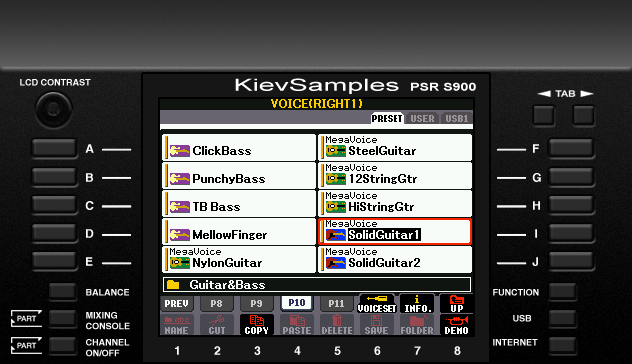 KievSamples PSR S900
LCD CONTRAST
VOICE(RIGHT1)
TAB
PRESET USER USB1
A ClickBass MegaVoice SteelGuitar F
B PunchyBass MegaVoice 12StringGtr G
C TB Bass MegaVoice HiStringGtr H
D MellowFinger MegaVoice SolidGuitar1 I
E MegaVoice NylonGuitar MegaVoice SolidGuitar2 J
BALANCE Guitar&Bass FUNCTION
PREV P8 P9 P10 P11 VOICESET INFO. UP
PART MIXING CONSOLE USB
NAME CUT COPY PASTE DELETE SAVE FOLDER DEMO
PART CHANNEL ON/OFF INTERNET
1 2 3 4 5 6 7 8